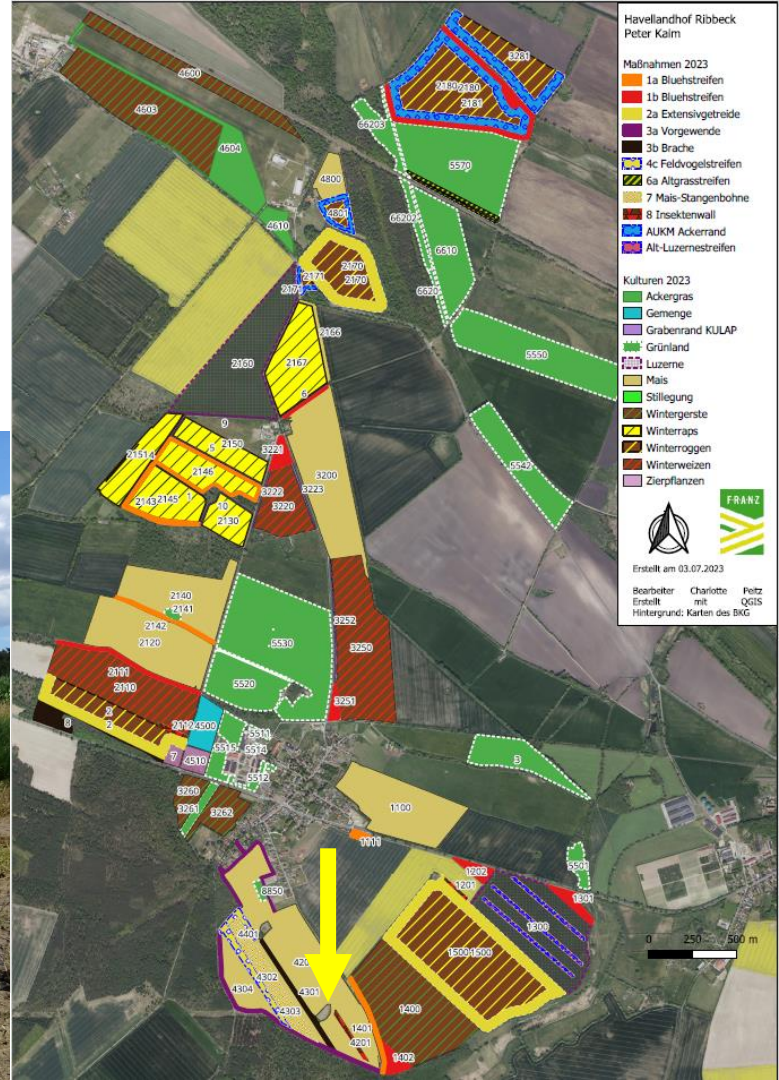 Havellandhof Ribbeck
Peter Kaim
Maßnahmen 2023
1a Bluehstreifen
1b Bluehstreifen
2a Extensivgetreide
3a Vorgewende
3b Brache
4c Feldvogelstreifen
6a Altgrasstreifen
7 Mais-Stangenbohne
8 Insektenwall
AUKM Ackerrand
Alt-Luzernestreifen
Kulturen 2023
Ackergras
Gemenge
Grabenrand KULAP
Grünland
Luzerne
Mais
Stillegung
Wintergerste
Winterraps
Winterroggen
Winterweizen
Zierpflanzen
FRANZ
Erstellt am 03.07.2023
Bearbeiter Charlotte Peitz
Erstellt mit QGIS
Hintergrund: Karten des BKG
4600
3281
2180 2180
2181
4603
66203
4604
5570
4800
4801
66202
4610
6610
2170
2171
2170
2171
6620
2166
2160
5550
2167
6
9
5542
2150
3221
5
21514
3200
2146
3222
3223
2143
2145
1
10
3220
2130
2140
2141
3252
2142
5530
2120
3250
2111
5520
2110
3251
2
2112
4500
2
8
5511
5515
5514
3
7
4510
5512
3260
3261
3262
1100
1111
5501
1202
1201
8850
1301
1300
4401
1500 1500
4302
4301
4304
1400
4303
1401
4201
1402
0 250 500 m